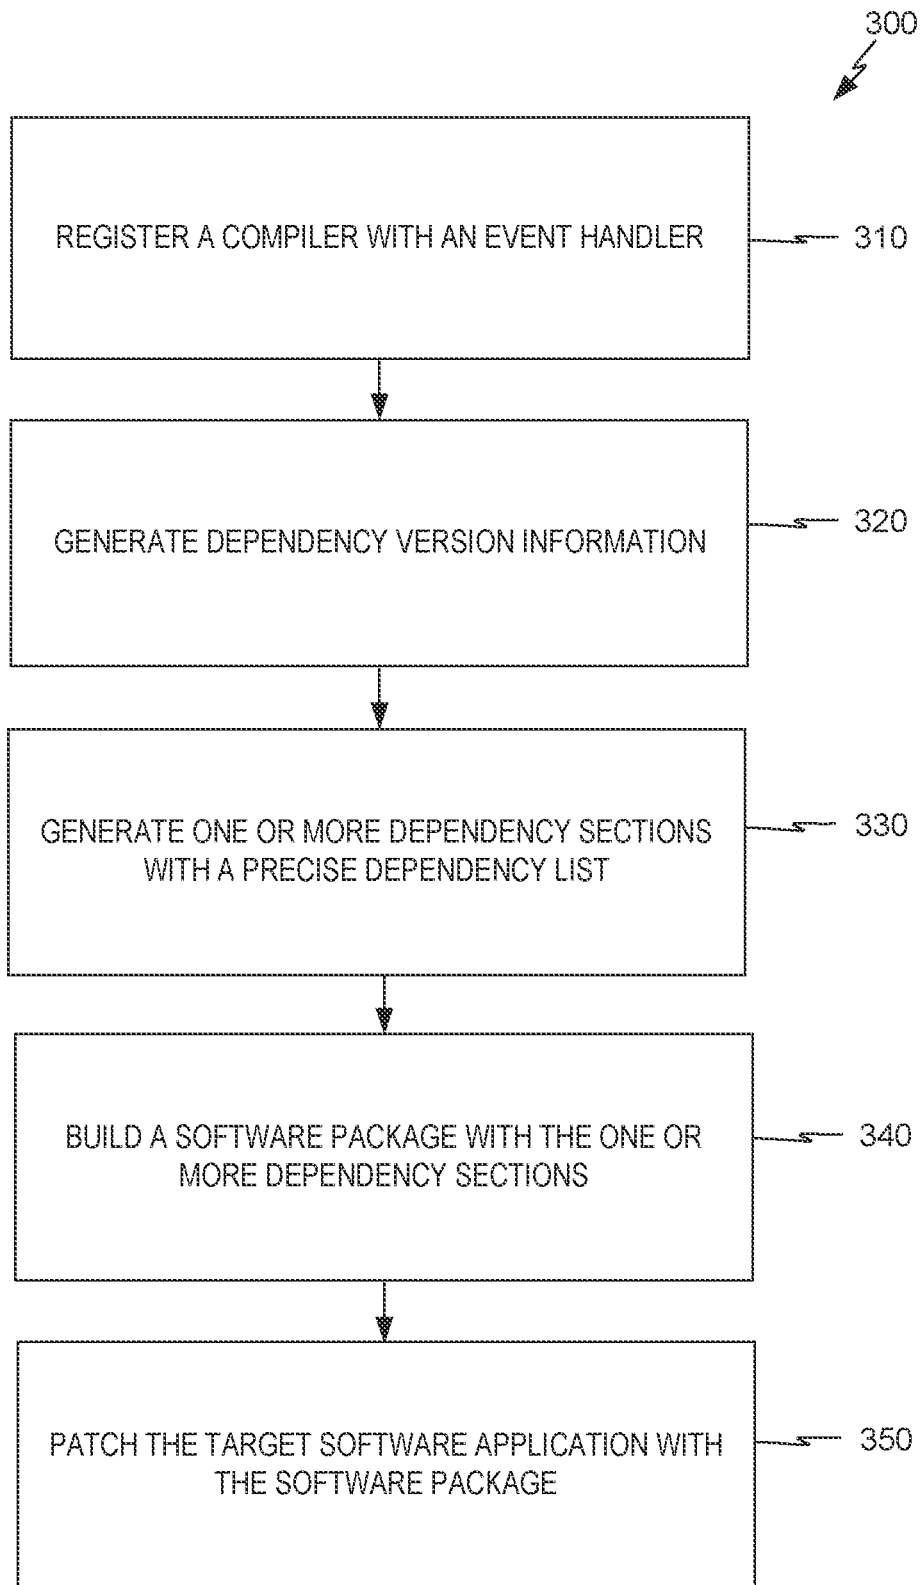 300
REGISTER A COMPILER WITH AN EVENT HANDLER
310
GENERATE DEPENDENCY VERSION INFORMATION
320
GENERATE ONE OR MORE DEPENDENCY SECTIONS
WITH A PRECISE DEPENDENCY LIST
330
BUILD A SOFTWARE PACKAGE WITH THE ONE OR
MORE DEPENDENCY SECTIONS
340
PATCH THE TARGET SOFTWARE APPLICATION WITH
THE SOFTWARE PACKAGE
350